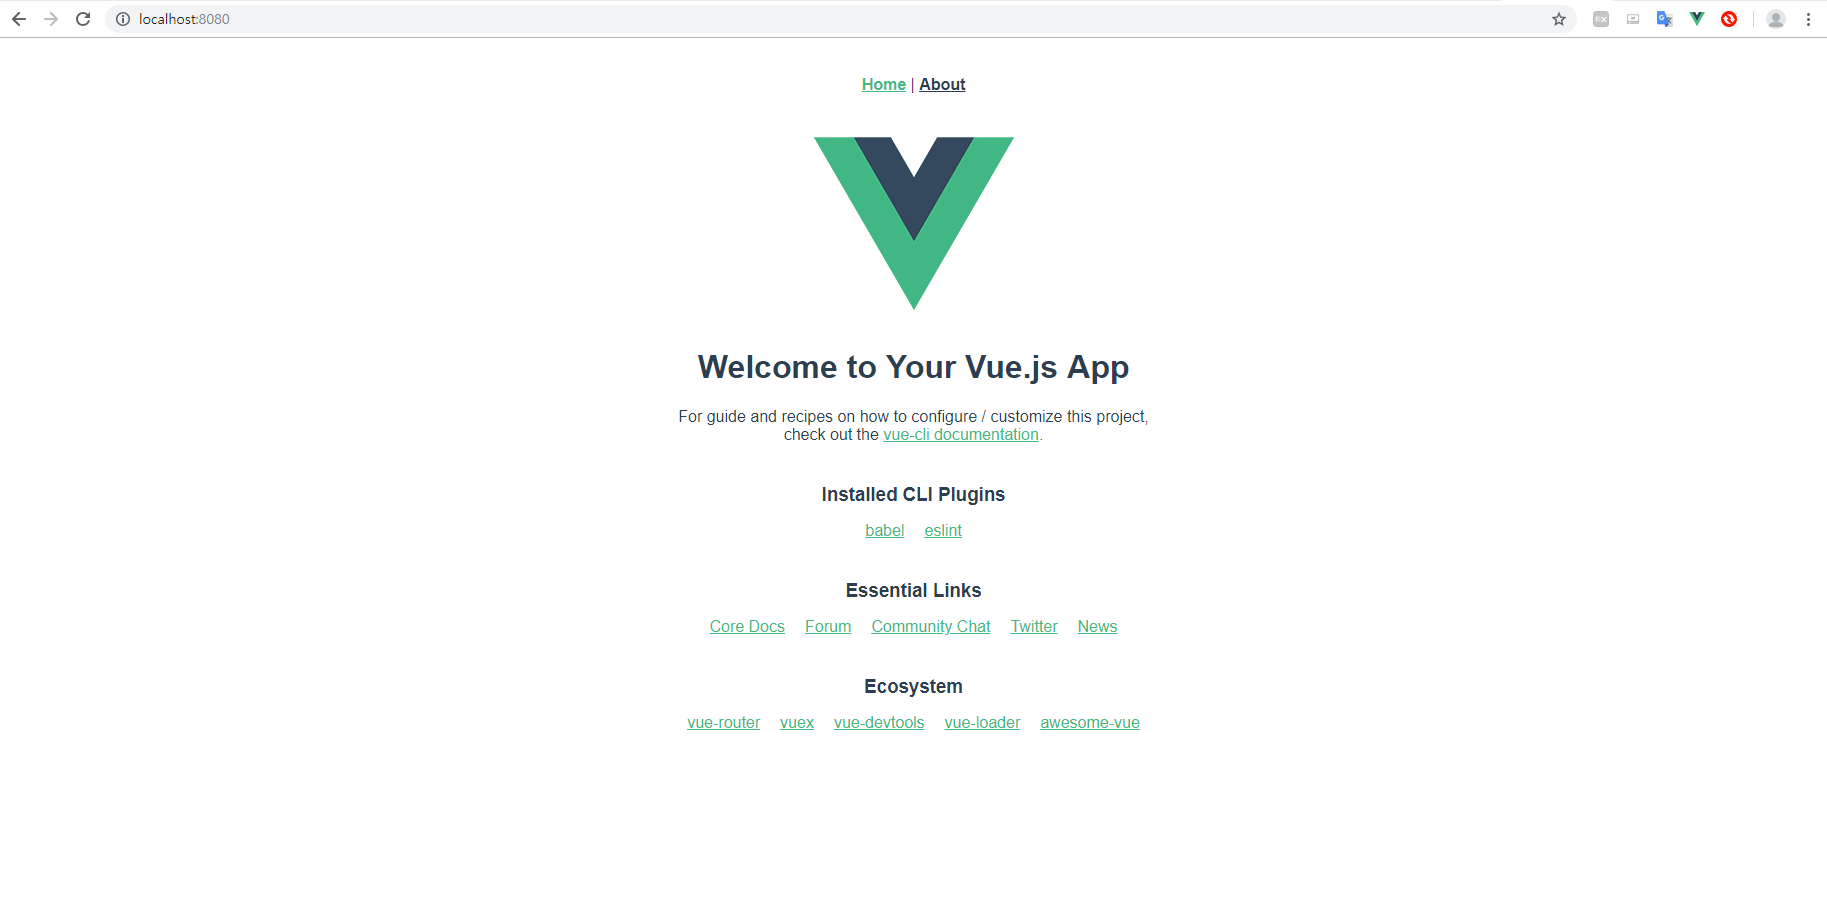 localhost:8080
Home | About
Welcome to Your Vue.js App
For guide and recipes on how to configure / customize this project,
check out the vue-cli documentation.
Installed CLI Plugins
babel eslint
Essential Links
Core Docs Forum Community Chat Twitter News
Ecosystem
vue-router vuex vue-devtools vue-loader awesome-vue